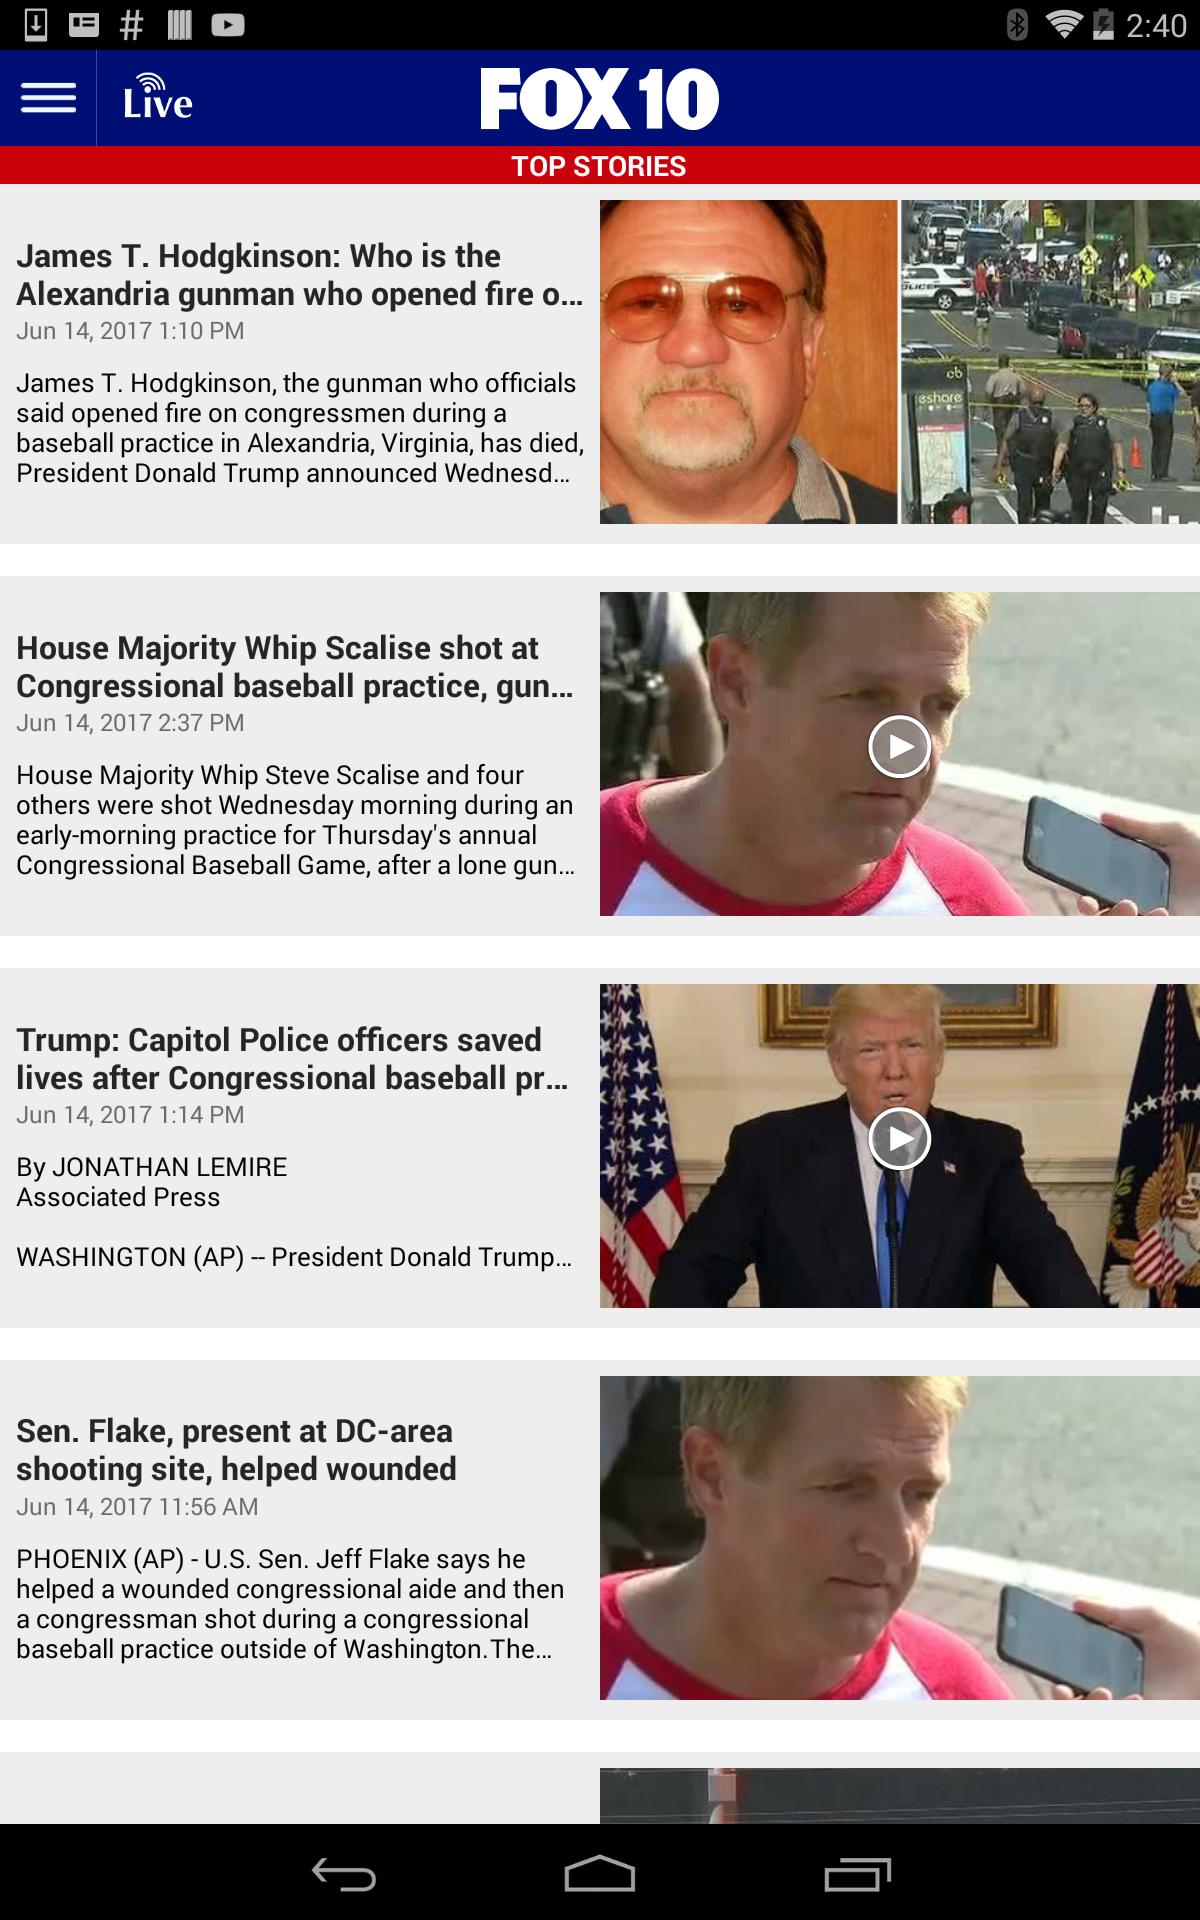 2:40
Live
FOX 10
TOP STORIES
James T. Hodgkinson: Who is the
Alexandria gunman who opened fire o...
Jun 14, 2017 1:10 PM
James T. Hodgkinson, the gunman who officials
said opened fire on congressmen during a
baseball practice in Alexandria, Virginia, has died,
President Donald Trump announced Wednesd...
cb
eshare
House Majority Whip Scalise shot at
Congressional baseball practice, gun...
Jun 14, 2017 2:37 PM
House Majority Whip Steve Scalise and four
others were shot Wednesday morning during an
early-morning practice for Thursday's annual
Congressional Baseball Game, after a lone gun...
Trump: Capitol Police officers saved
lives after Congressional baseball pr...
Jun 14, 2017 1:14 PM
By JONATHAN LEMIRE
Associated Press
WASHINGTON (AP) -- President Donald Trump...
Sen. Flake, present at DC-area
shooting site, helped wounded
Jun 14, 2017 11:56 AM
PHOENIX (AP) - U.S. Sen. Jeff Flake says he
helped a wounded congressional aide and then
a congressman shot during a congressional
baseball practice outside of Washington.The...